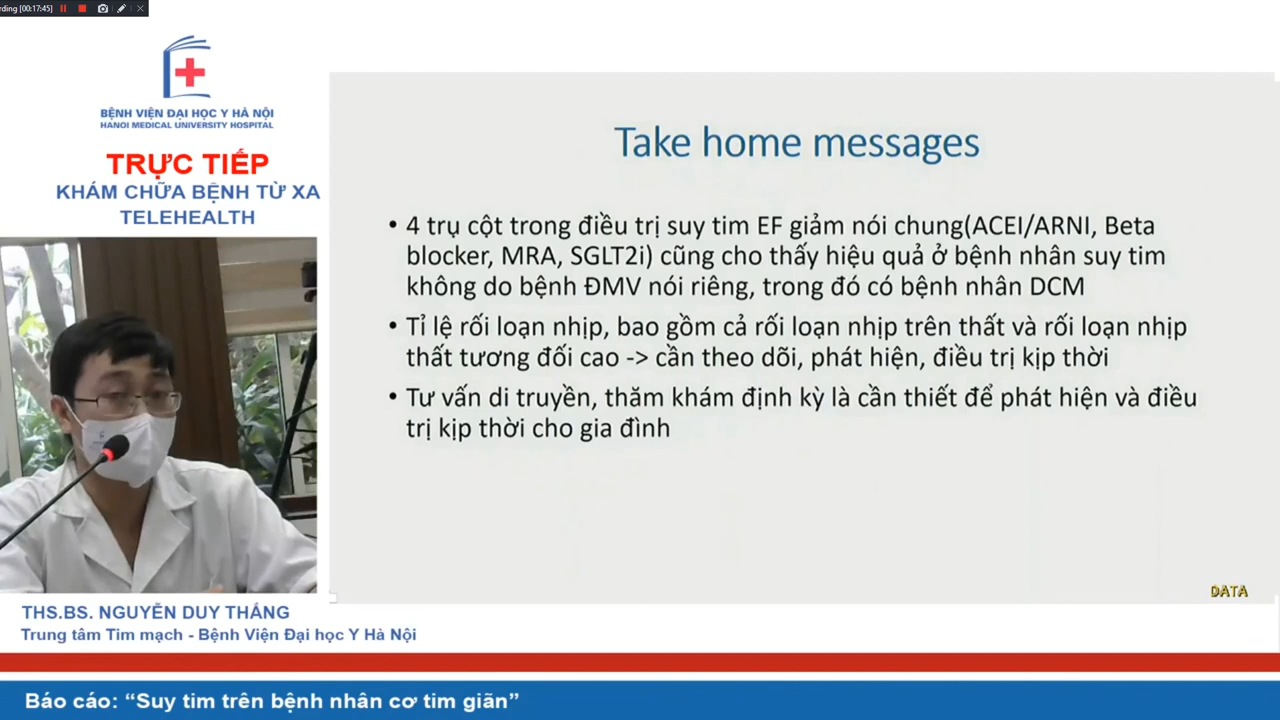 rding [00:17:45]
BỆNH VIỆN ĐẠI HỌC Y HÀ NỘI
HANOI MEDICAL UNIVERSITY HOSPITAL
TRỰC TIẾP
KHÁM CHỮA BỆNH TỪ XA
TELEHEALTH
Take home messages
• 4 trụ cột trong điều trị suy tim EF giảm nói chung(ACEI/ARNI, Beta
blocker, MRA, SGLT2i) cũng cho thấy hiệu quả ở bệnh nhân suy tim
không do bệnh ĐMV nói riêng, trong đó có bệnh nhân DCM
• Tỉ lệ rối loạn nhịp, bao gồm cả rối loạn nhịp trên thất và rối loạn nhịp
thất tương đối cao -> cần theo dõi, phát hiện, điều trị kịp thời
• Tư vấn di truyền, thăm khám định kỳ là cần thiết để phát hiện và điều
trị kịp thời cho gia đình
DATA
THS.BS. NGUYỄN DUY THẮNG
Trung tâm Tim mạch - Bệnh Viện Đại học Y Hà Nội
Báo cáo: “Suy tim trên bệnh nhân cơ tim giãn”